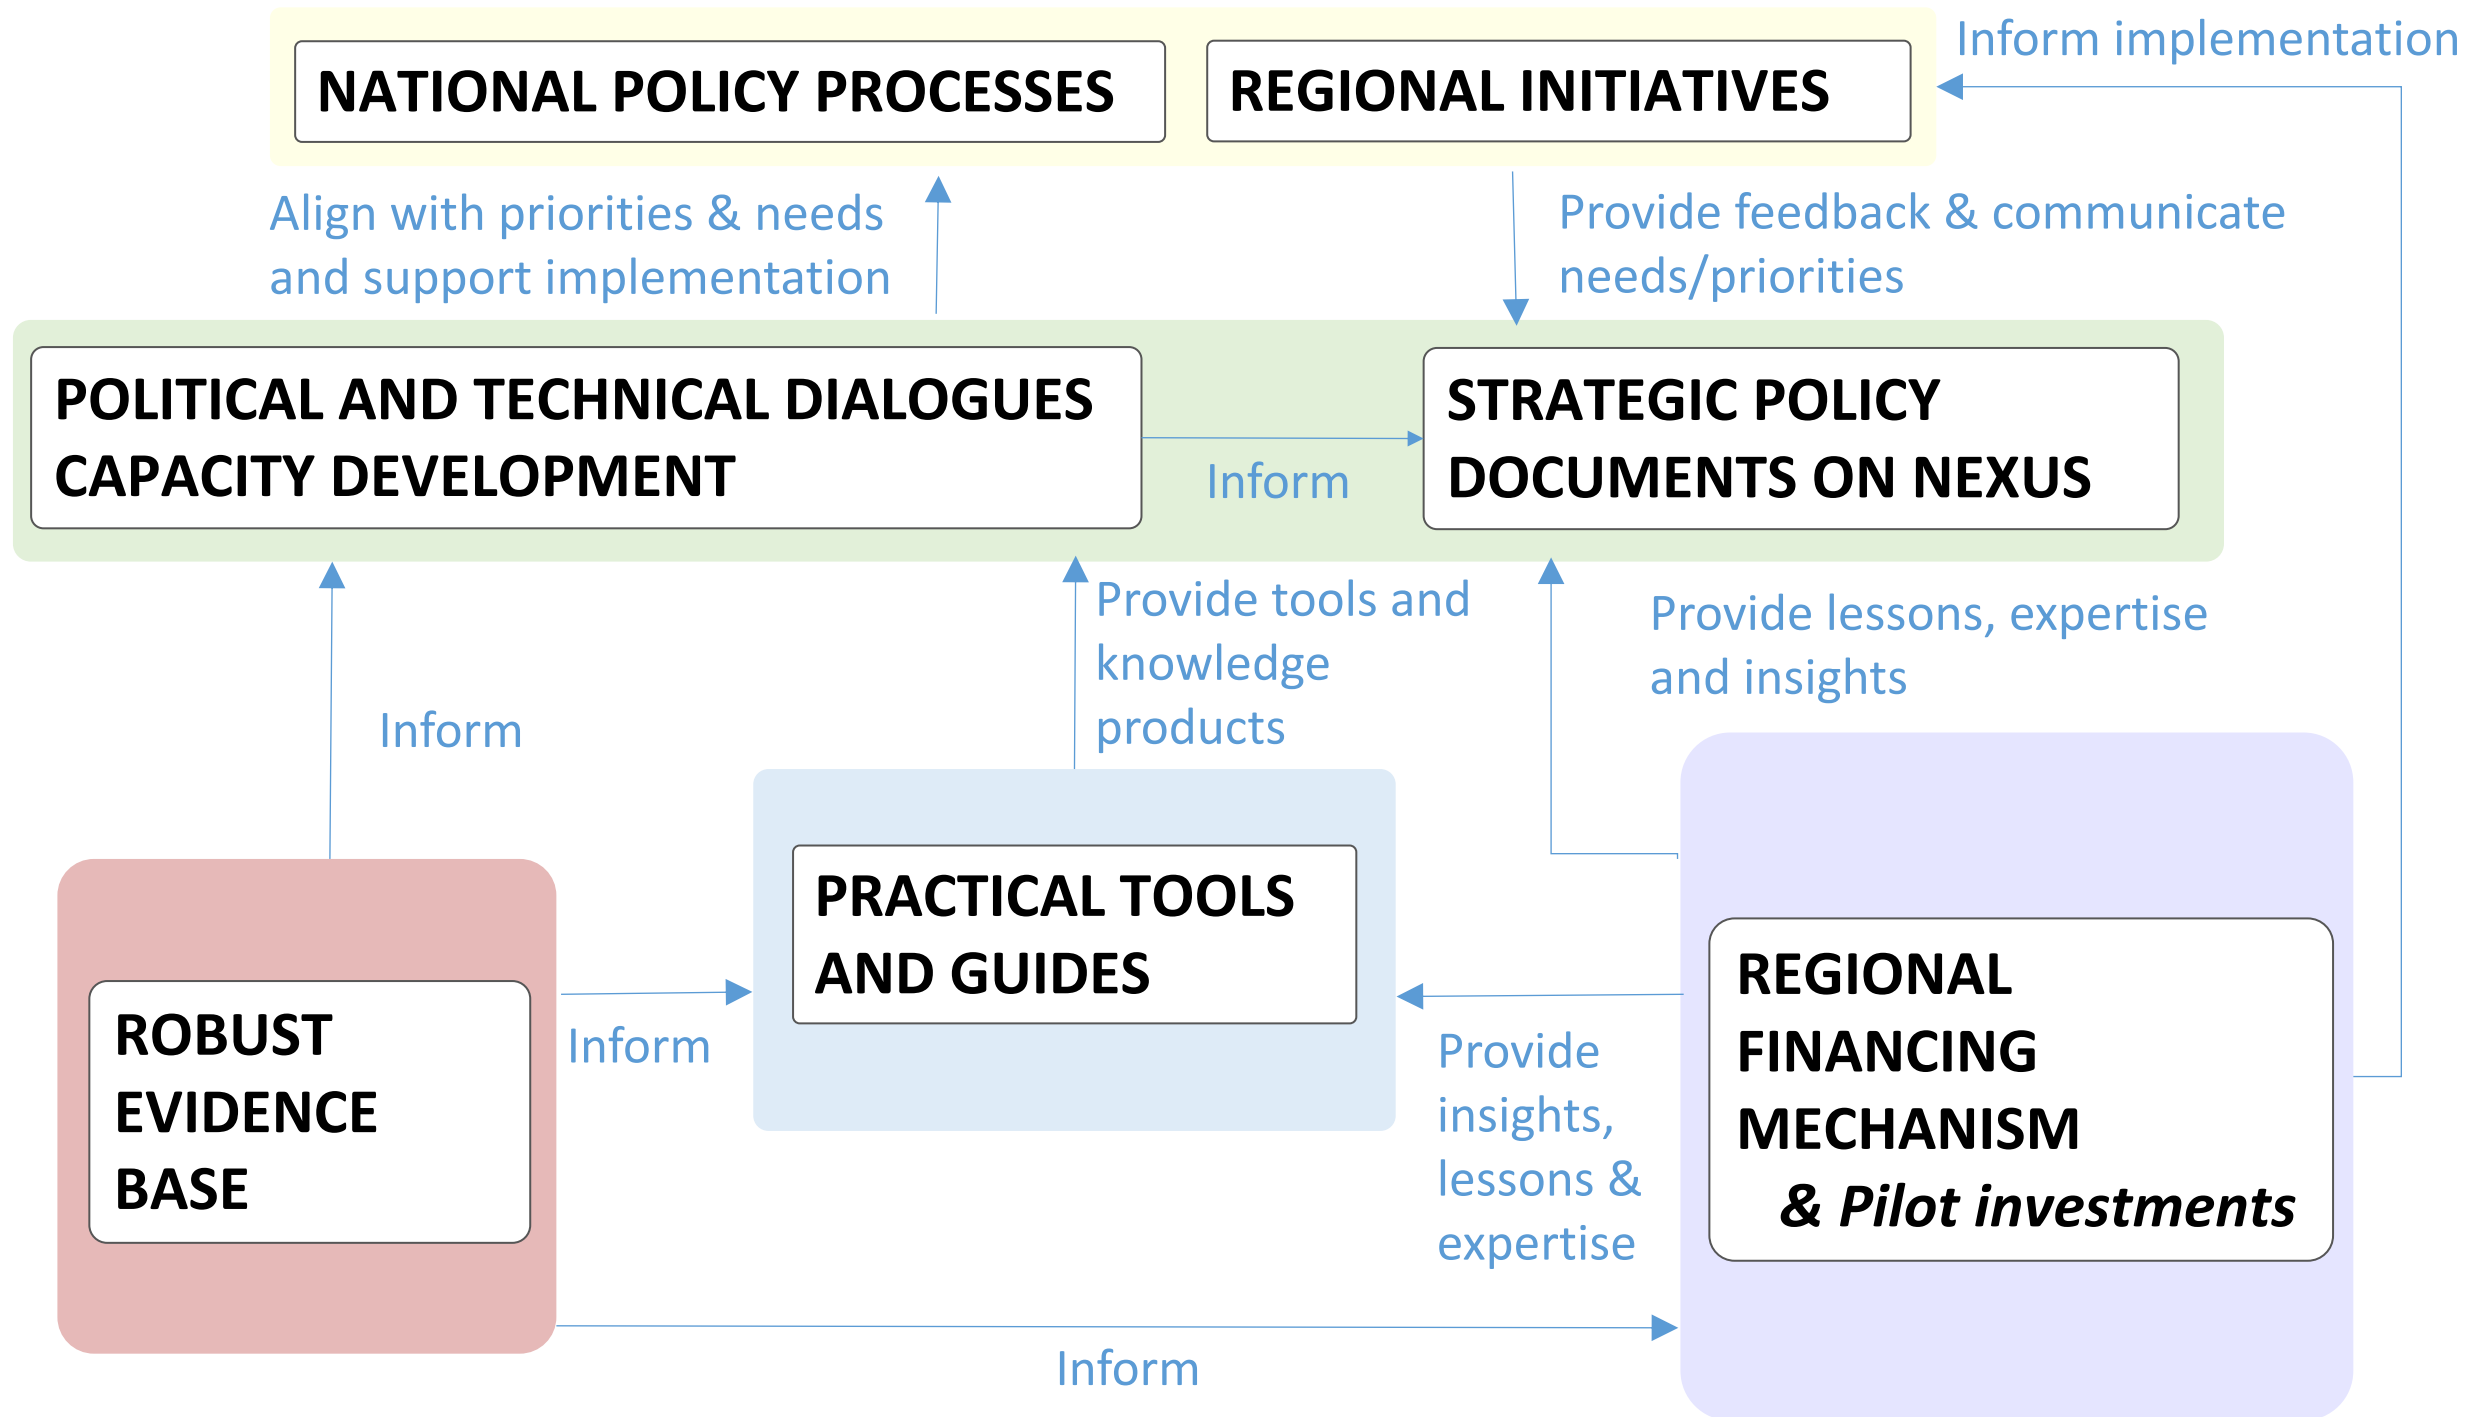 NATIONAL POLICY PROCESSES
REGIONAL INITIATIVES
Inform implementation
Align with priorities & needs
and support implementation
Provide feedback & communicate
needs/priorities
POLITICAL AND TECHNICAL DIALOGUES
CAPACITY DEVELOPMENT
Inform
STRATEGIC POLICY
DOCUMENTS ON NEXUS
Inform
Provide tools and
knowledge
products
Provide lessons, expertise
and insights
ROBUST
EVIDENCE
BASE
Inform
PRACTICAL TOOLS
AND GUIDES
Provide
insights,
lessons &
expertise
REGIONAL
FINANCING
MECHANISM
& Pilot investments
Inform